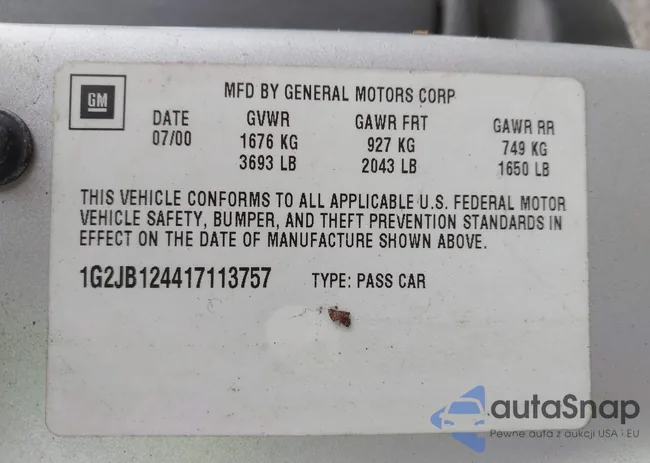 GM
MFD BY GENERAL MOTORS CORP
DATE GVWR GAWR FRT GAWR RR
07/00 1676 KG 927 KG 749 KG
3693 LB 2043 LB 1650 LB
THIS VEHICLE CONFORMS TO ALL APPLICABLE U.S. FEDERAL MOTOR
VEHICLE SAFETY, BUMPER, AND THEFT PREVENTION STANDARDS IN
EFFECT ON THE DATE OF MANUFACTURE SHOWN ABOVE.
1G2JB124417113757 TYPE: PASS CAR
autaSnap
Pewne auta z aukcji USA i EU